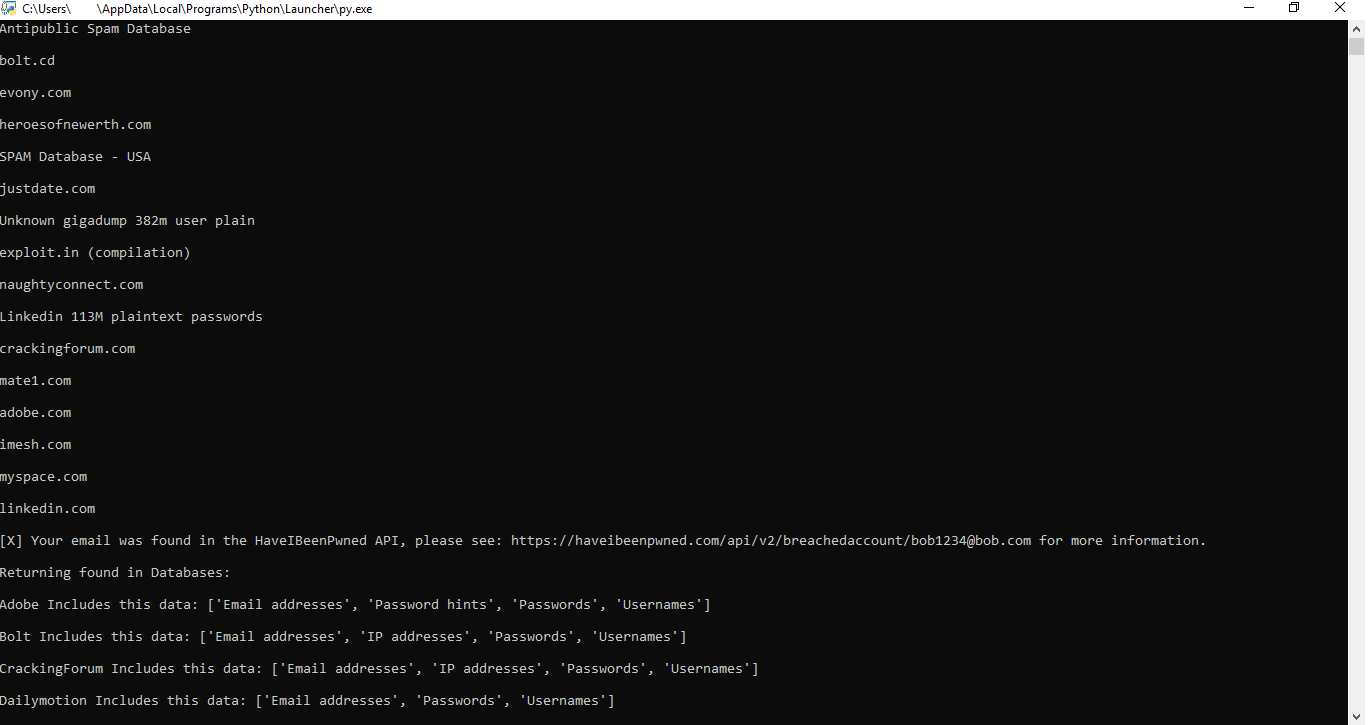 C:\Users\ \AppData\Local\Programs\Python\Launcher\py.exe
Antipublic Spam Database
bolt.cd
evony.com
heroesofnewerth.com
SPAM Database - USA
justdate.com
Unknown gigadump 382m user plain
exploit.in (compilation)
naughtyconnect.com
Linkedin 113M plaintext passwords
crackingforum.com
mate1.com
adobe.com
imesh.com
myspace.com
linkedin.com
[X] Your email was found in the HaveIBeenPwned API, please see: https://haveibeenpwned.com/api/v2/breachedaccount/bob1234@bob.com for more information.
Returning found in Databases:
Adobe Includes this data: ['Email addresses', 'Password hints', 'Passwords', 'Usernames']
Bolt Includes this data: ['Email addresses', 'IP addresses', 'Passwords', 'Usernames']
CrackingForum Includes this data: ['Email addresses', 'IP addresses', 'Passwords', 'Usernames']
Dailymotion Includes this data: ['Email addresses', 'Passwords', 'Usernames']